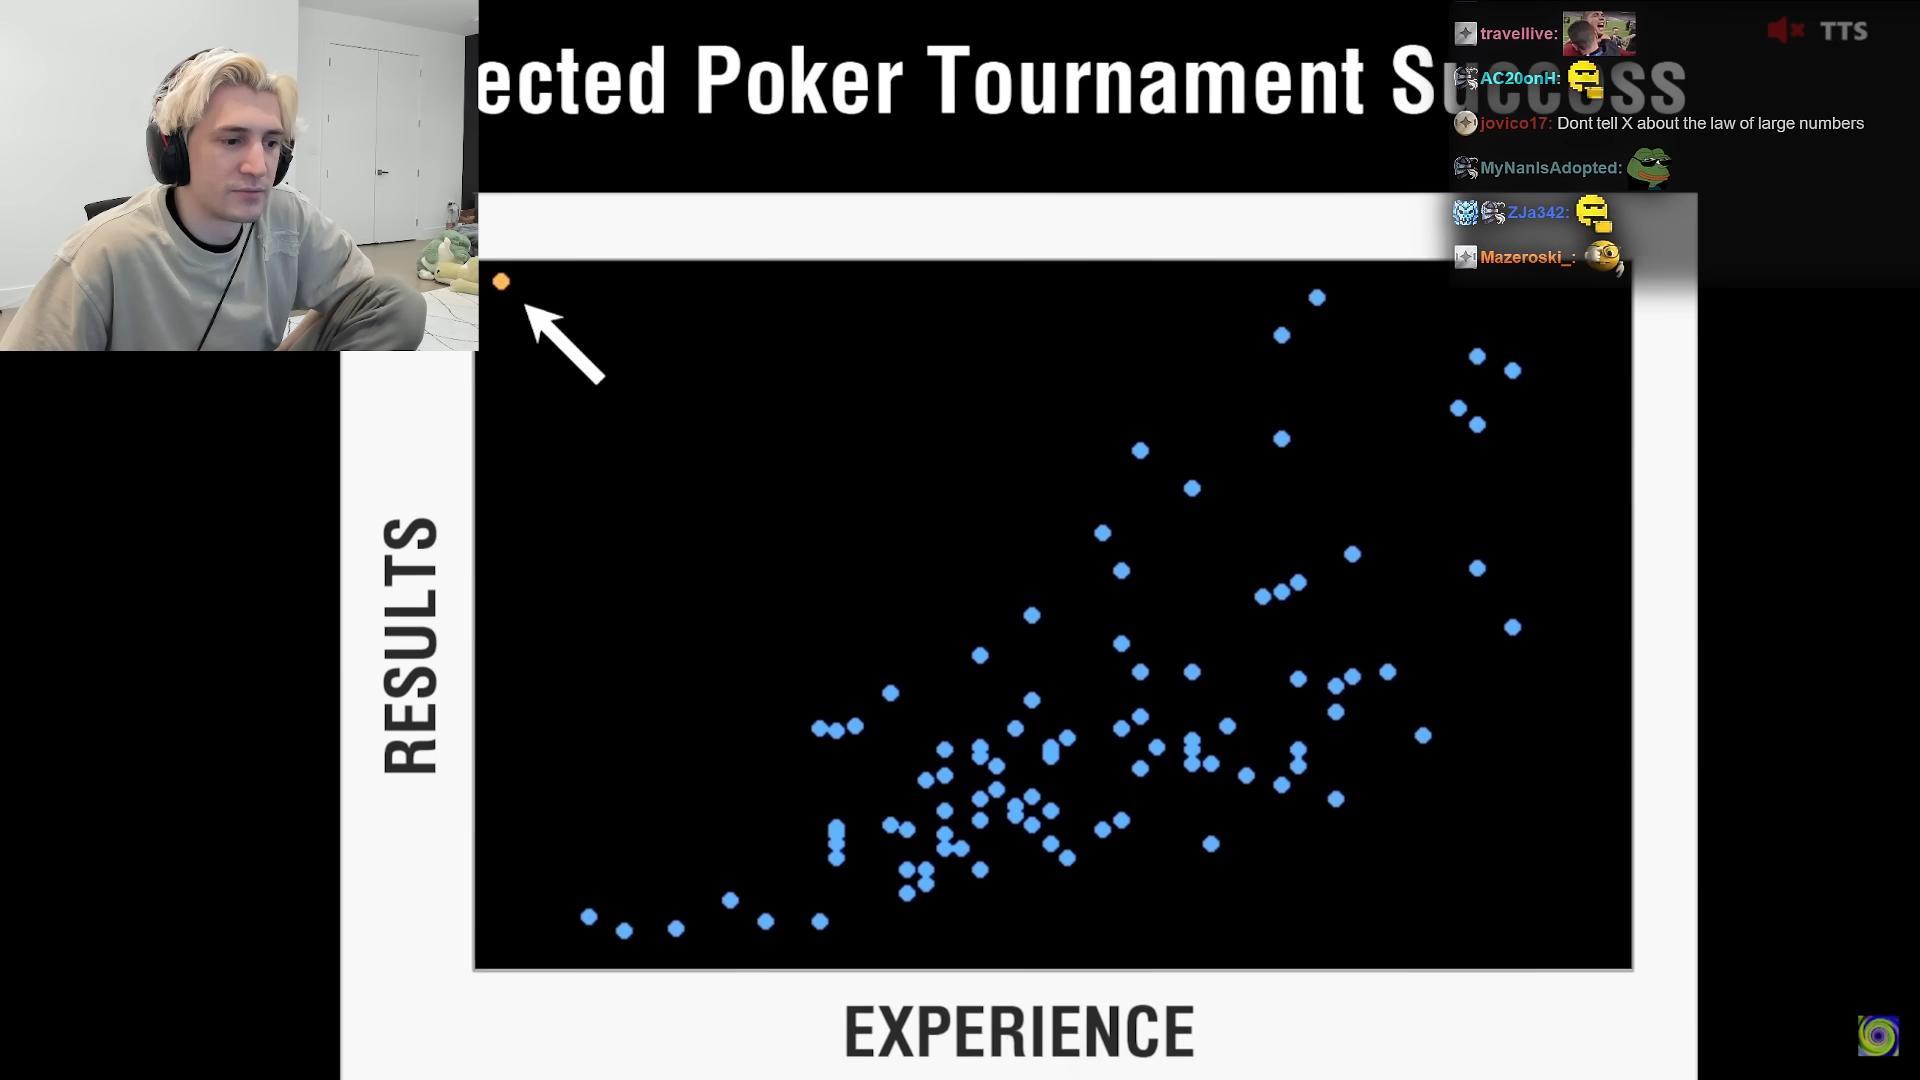 ected Poker Tournament Success
travellive:
TTS
AC20onH:
jovico17: Dont tell X about the law of large numbers
MyNanIsAdopted:
ZJa342:
Mazeroski_:
RESULTS
EXPERIENCE